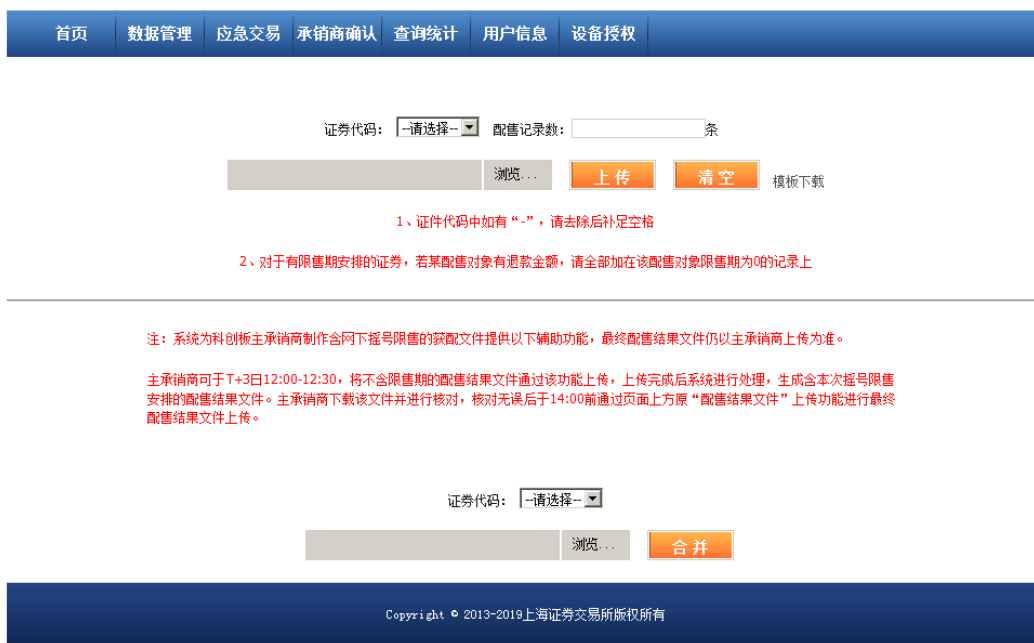 首页 数据管理 应急交易 承销商确认 查询统计 用户信息 设备授权
证券代码： --请选择-- 配售记录数： 条
浏览... 上传 清空 模板下载
1、证件代码中如有“-”，请去除后补足空格
2、对于有限售期安排的证券，若某配售对象有退款金额，请全部加在该配售对象限售期为0的记录上
注：系统为科创板主承销商制作含网下摇号限售的获配文件提供以下辅助功能，最终配售结果文件仍以主承销商上传为准。
主承销商可于T+3日12:00-12:30，将不含限售期的配售结果文件通过该功能上传，上传完成后系统进行处理，生成含本次摇号限售
安排的配售结果文件。主承销商下载该文件并进行核对，核对无误后于14:00前通过页面上方原“配售结果文件”上传功能进行最终
配售结果文件上传。
证券代码： --请选择--
浏览... 合并
Copyright © 2013-2019上海证券交易所版权所有